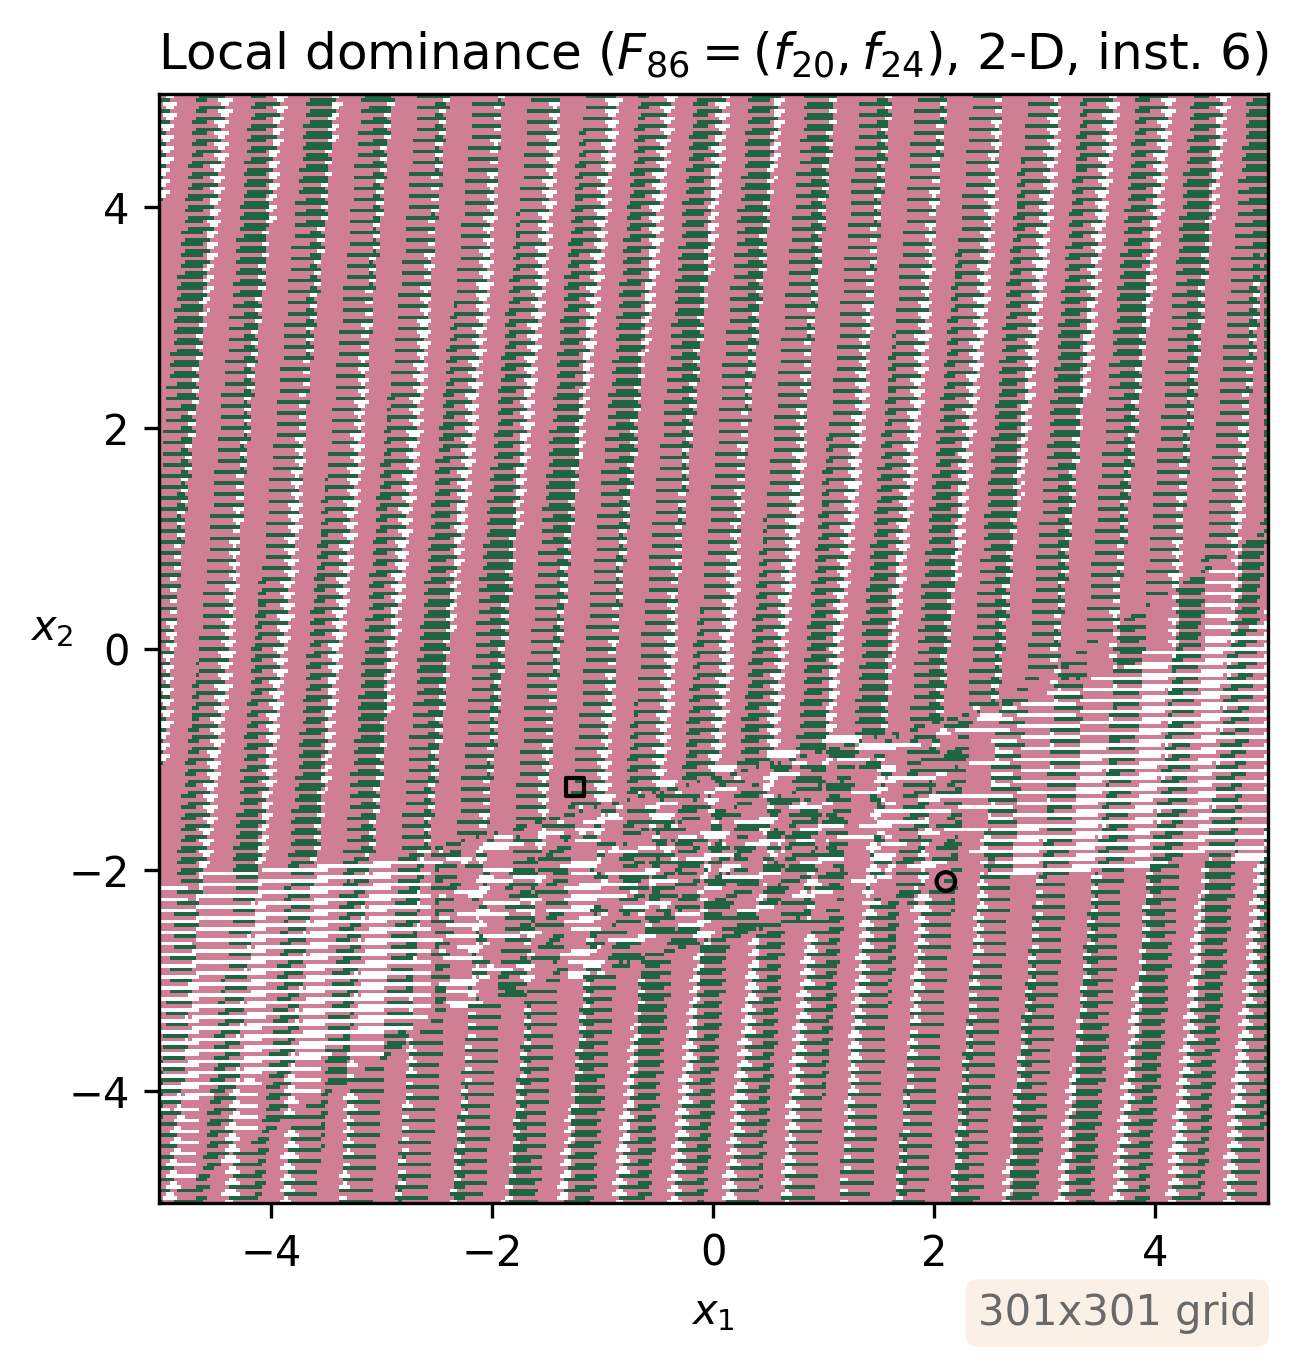 Local dominance (F₈₆ = (f₂₀, f₂₄), 2-D, inst. 6)
4
2
x₂
0
−2
−4
−4 −2 0 2 4
x₁
301x301 grid